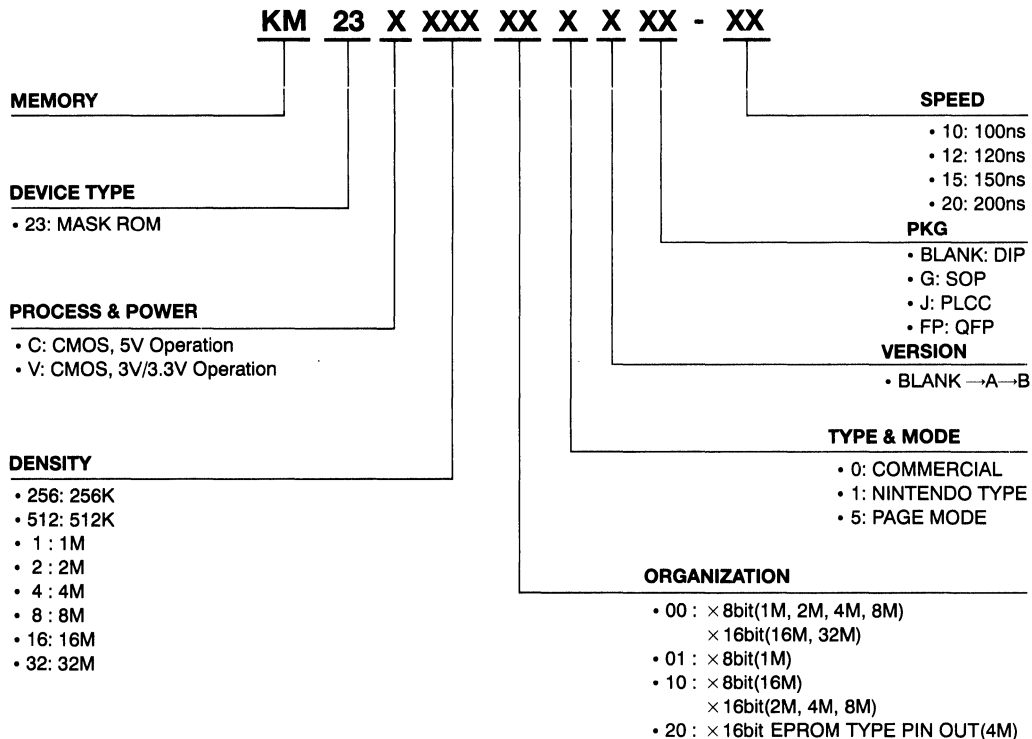 KM 23 X XXX XX X X XX - XX
MEMORY
DEVICE TYPE
• 23: MASK ROM
PROCESS & POWER
• C: CMOS, 5V Operation
• V: CMOS, 3V/3.3V Operation
DENSITY
• 256: 256K
• 512: 512K
• 1 : 1M
• 2 : 2M
• 4 : 4M
• 8 : 8M
• 16: 16M
• 32: 32M
SPEED
• 10: 100ns
• 12: 120ns
• 15: 150ns
• 20: 200ns
PKG
• BLANK: DIP
• G: SOP
• J: PLCC
• FP: QFP
VERSION
• BLANK →A→B
TYPE & MODE
• 0: COMMERCIAL
• 1: NINTENDO TYPE
• 5: PAGE MODE
ORGANIZATION
• 00 : ×8bit(1M, 2M, 4M, 8M)
×16bit(16M, 32M)
• 01 : ×8bit(1M)
• 10 : ×8bit(16M)
×16bit(2M, 4M, 8M)
• 20 : ×16bit EPROM TYPE PIN OUT(4M)